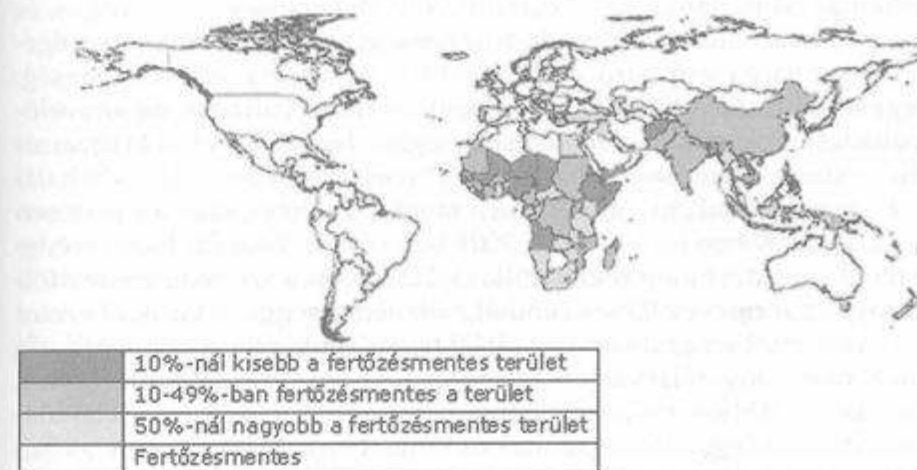 10%-nál kisebb a fertőzésmentes terület
10-49%-ban fertőzésmentes a terület
50%-nál nagyobb a fertőzésmentes terület
Fertőzésmentes